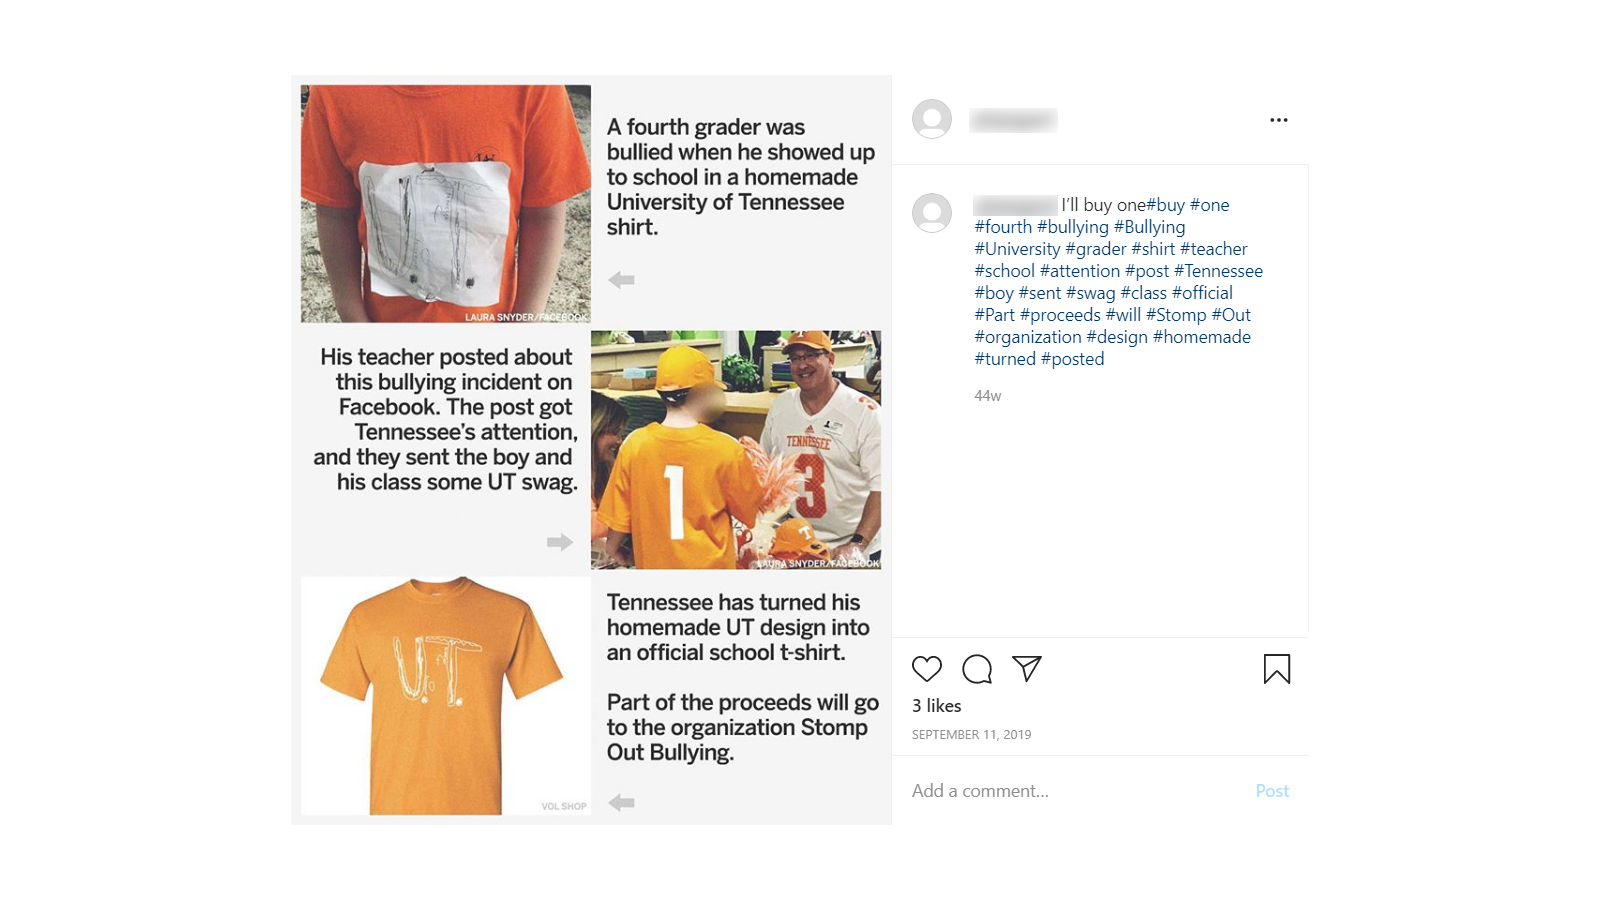 A fourth grader was
bullied when he showed up
to school in a homemade
University of Tennessee
shirt.
UT
LAURA SNYDER/FACEBOOK
His teacher posted about
this bullying incident on
Facebook. The post got
Tennessee's attention,
and they sent the boy and
his class some UT swag.
T
TENNESSEE
1
3
T
LAURA SNYDER/FACEBOOK
Tennessee has turned his
homemade UT design into
an official school t-shirt.
Part of the proceeds will go
to the organization Stomp
Out Bullying.
U.T.
VOL SHOP
I'll buy one#buy #one
#fourth #bullying #Bullying
#University #grader #shirt #teacher
#school #attention #post #Tennessee
#boy #sent #swag #class #official
#Part #proceeds #will #Stomp #Out
#organization #design #homemade
#turned #posted
44w
3 likes
SEPTEMBER 11, 2019
Add a comment...
Post